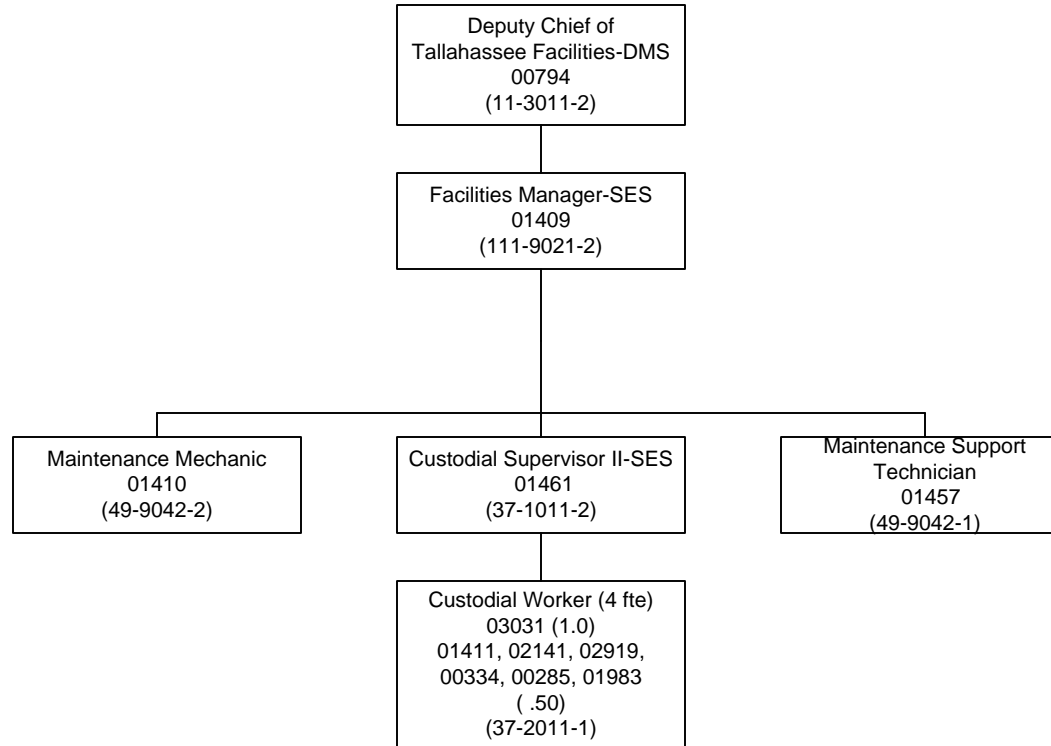 Deputy Chief of
Tallahassee Facilities-DMS
00794
(11-3011-2)
Facilities Manager-SES
01409
(111-9021-2)
Maintenance Mechanic
01410
(49-9042-2)
Custodial Supervisor II-SES
01461
(37-1011-2)
Maintenance Support
Technician
01457
(49-9042-1)
Custodial Worker (4 fte)
03031 (1.0)
01411, 02141, 02919,
00334, 00285, 01983
( .50)
(37-2011-1)